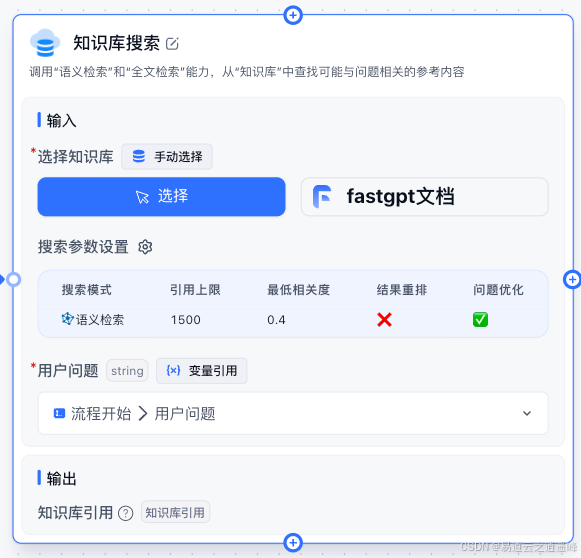 知识库搜索
调用“语义检索”和“全文检索”能力，从“知识库”中查找可能与问题相关的参考内容
输入
*选择知识库 手动选择
选择 fastgpt文档
搜索参数设置
搜索模式 引用上限 最低相关度 结果重排 问题优化
语义检索 1500 0.4 ❌ ✅
*用户问题 string {x} 变量引用
流程开始 > 用户问题
输出
知识库引用 ? 知识库引用
CSDN @易道云之逍遥峰